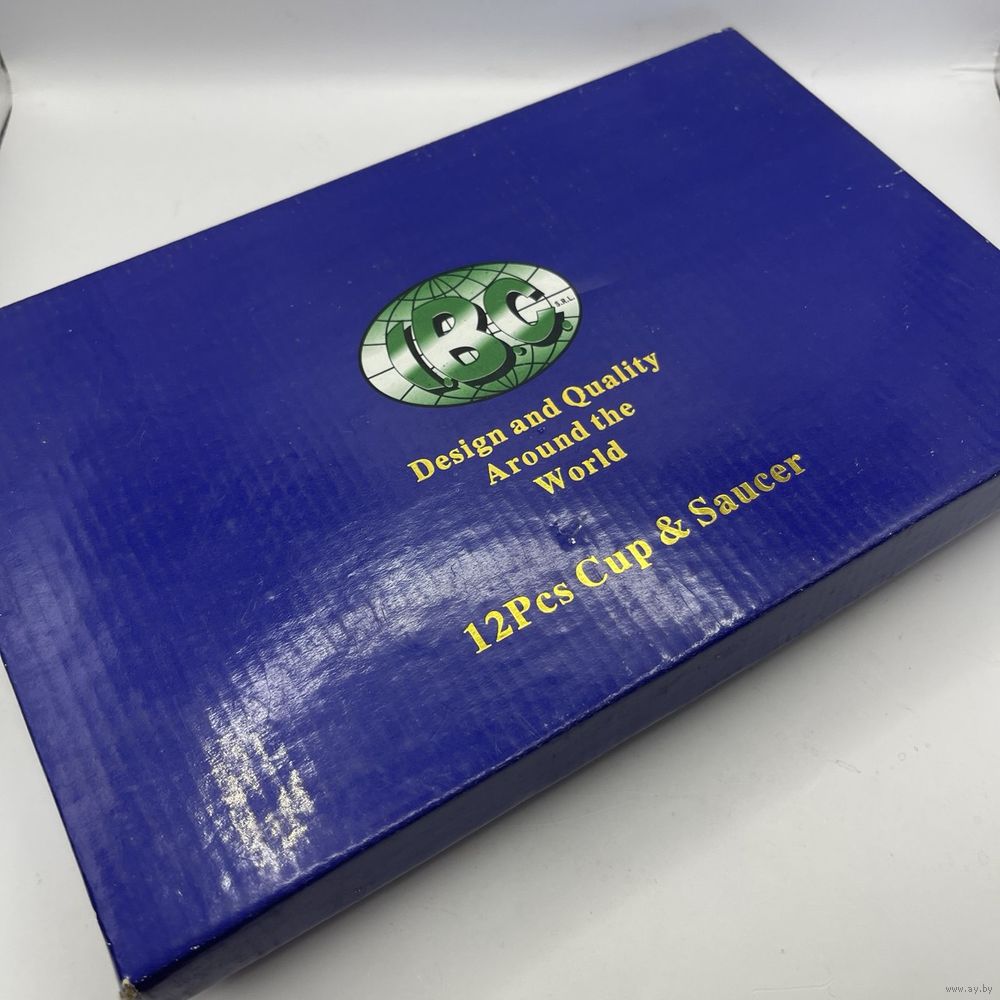 I.B.C.
S.R.L.
Design and Quality
Around the
World
12Pcs Cup & Saucer
www.ay.by